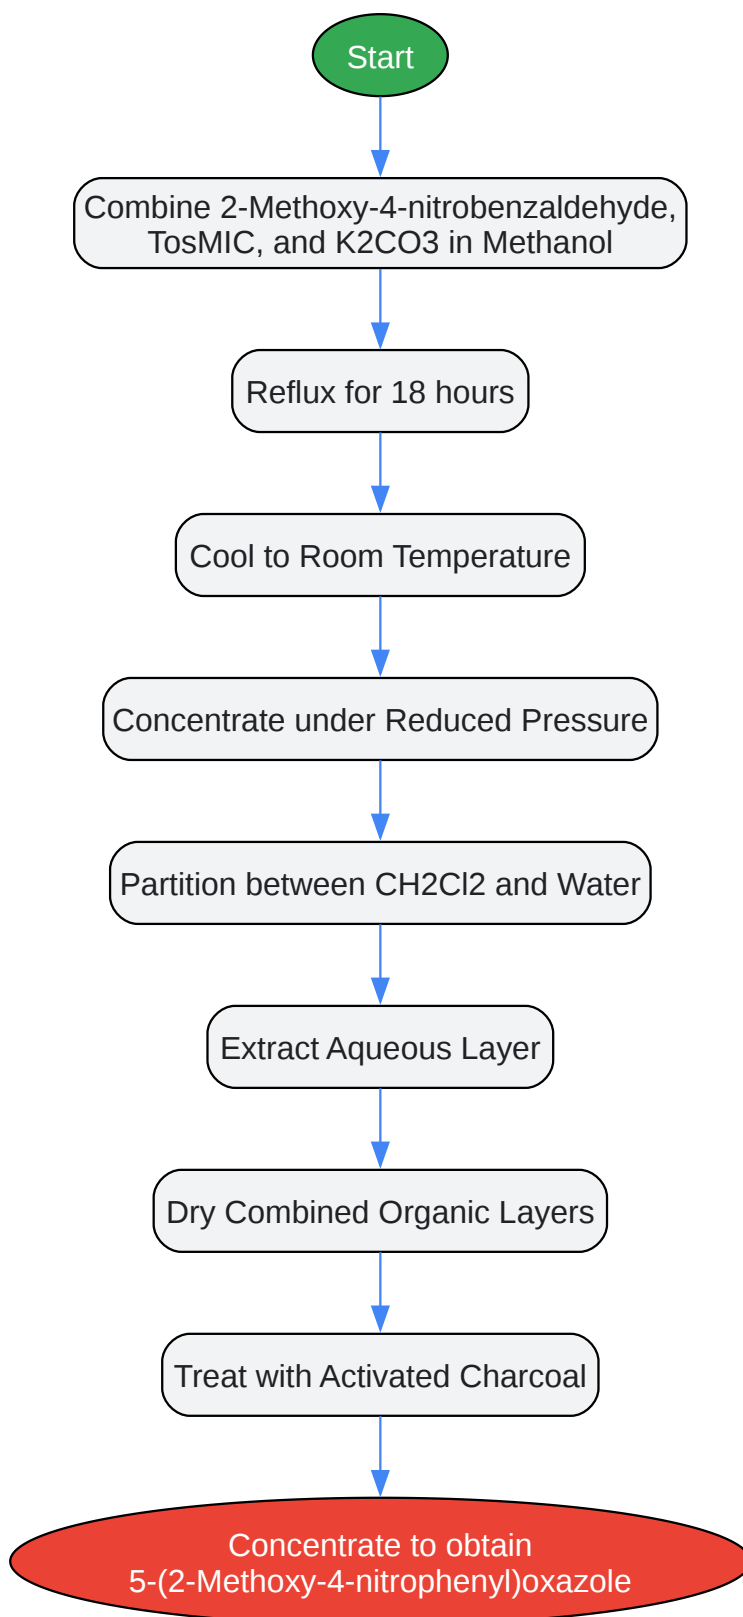 Start
Combine 2-Methoxy-4-nitrobenzaldehyde,
TosMIC, and K2CO3 in Methanol
Reflux for 18 hours
Cool to Room Temperature
Concentrate under Reduced Pressure
Partition between CH2Cl2 and Water
Extract Aqueous Layer
Dry Combined Organic Layers
Treat with Activated Charcoal
Concentrate to obtain
5-(2-Methoxy-4-nitrophenyl)oxazole